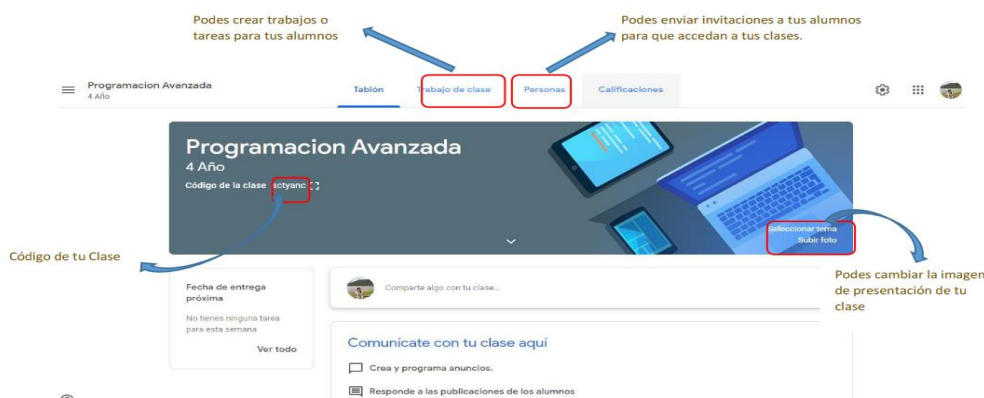 Podes crear trabajos o
tareas para tus alumnos
Podes enviar invitaciones a tus alumnos
para que accedan a tus clases.
Programacion Avanzada
4 Año
Tablón
Trabajo de clase
Personas
Calificaciones
Programacion Avanzada
4 Año
Código de la clase actyanc
Seleccionar tema
Subir foto
Código de tu Clase
Podes cambiar la imagen
de presentación de tu
clase
Fecha de entrega
próxima
No tienes ninguna tarea
para esta semana
Ver todo
Comparte algo con tu clase...
Comunícate con tu clase aquí
Crea y programa anuncios.
Responde a las publicaciones de los alumnos